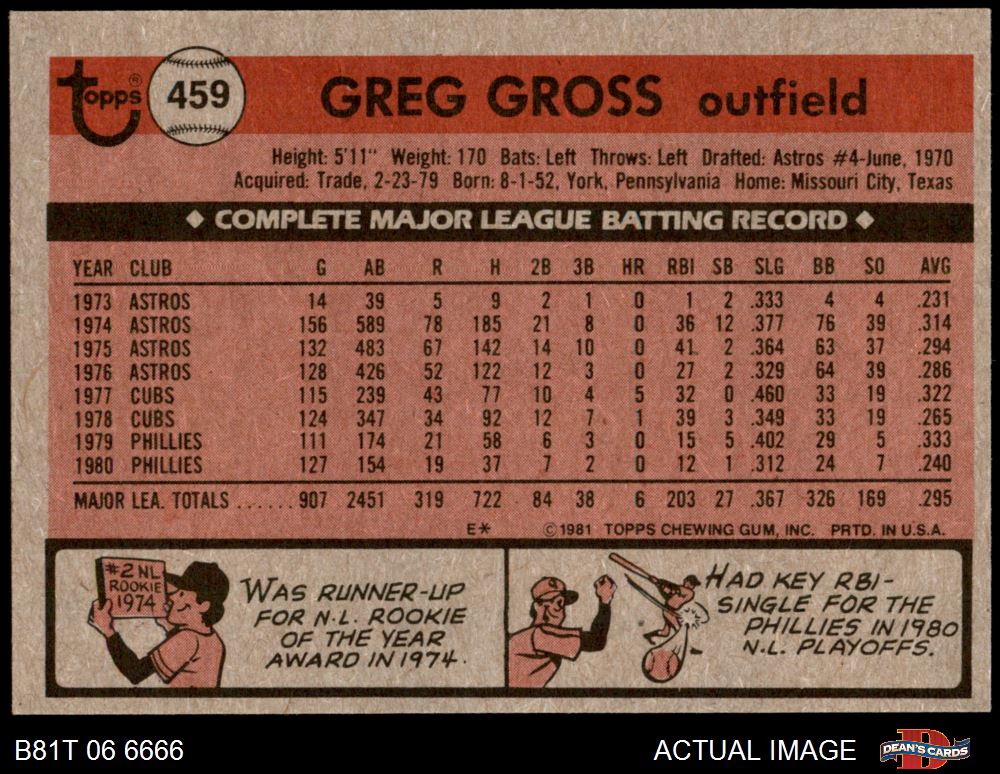 Topps® 459 GREG GROSS outfield
Height: 5'11" Weight: 170 Bats: Left Throws: Left Drafted: Astros #4-June, 1970
Acquired: Trade, 2-23-79 Born: 8-1-52, York, Pennsylvania Home: Missouri City, Texas
◆ COMPLETE MAJOR LEAGUE BATTING RECORD ◆
YEAR CLUB G AB R H 2B 3B HR RBI SB SLG BB SO AVG
1973 ASTROS 14 39 5 9 2 1 0 1 2 .333 4 4 .231
1974 ASTROS 156 589 78 185 21 8 0 36 12 .377 76 39 .314
1975 ASTROS 132 483 67 142 14 10 0 41 2 .364 63 37 .294
1976 ASTROS 128 426 52 122 12 3 0 27 2 .329 64 39 .286
1977 CUBS 115 239 43 77 10 4 5 32 0 .460 33 19 .322
1978 CUBS 124 347 34 92 12 7 1 39 3 .349 33 19 .265
1979 PHILLIES 111 174 21 58 6 3 0 15 5 .402 29 5 .333
1980 PHILLIES 127 154 19 37 7 2 0 12 1 .312 24 7 .240
MAJOR LEA. TOTALS ...... 907 2451 319 722 84 38 6 203 27 .367 326 169 .295
E* © 1981 TOPPS CHEWING GUM, INC. PRTD. IN U.S.A.
#2 NL
ROOKIE
1974
WAS RUNNER-UP
FOR N.L. ROOKIE
OF THE YEAR
AWARD IN 1974.
HAD KEY RBI-
SINGLE FOR THE
PHILLIES IN 1980
N.L. PLAYOFFS.
B81T 06 6666
ACTUAL IMAGE
DEAN'S CARDS